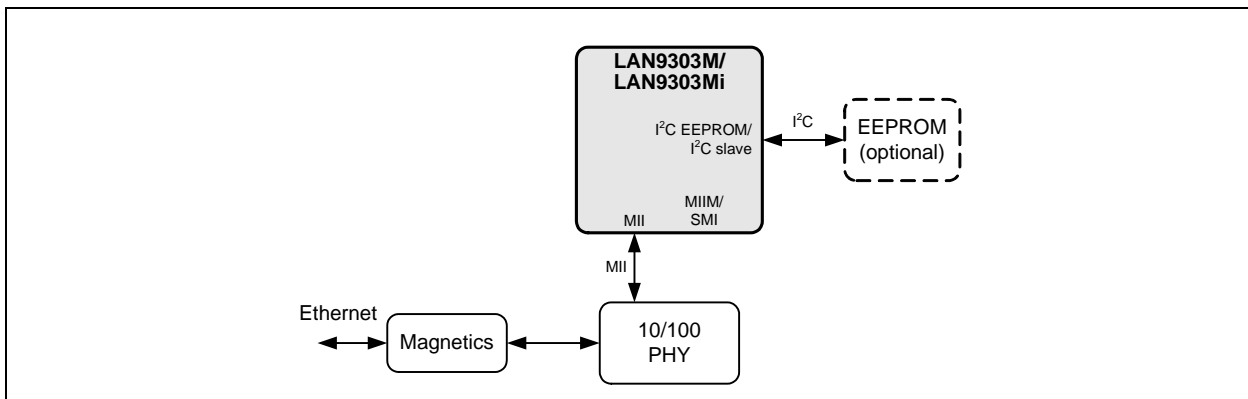 LAN9303M/
LAN9303Mi
I²C EEPROM/
I²C slave
I²C
EEPROM
(optional)
MIIM/
SMI
MII
MII
Ethernet
Magnetics
10/100
PHY